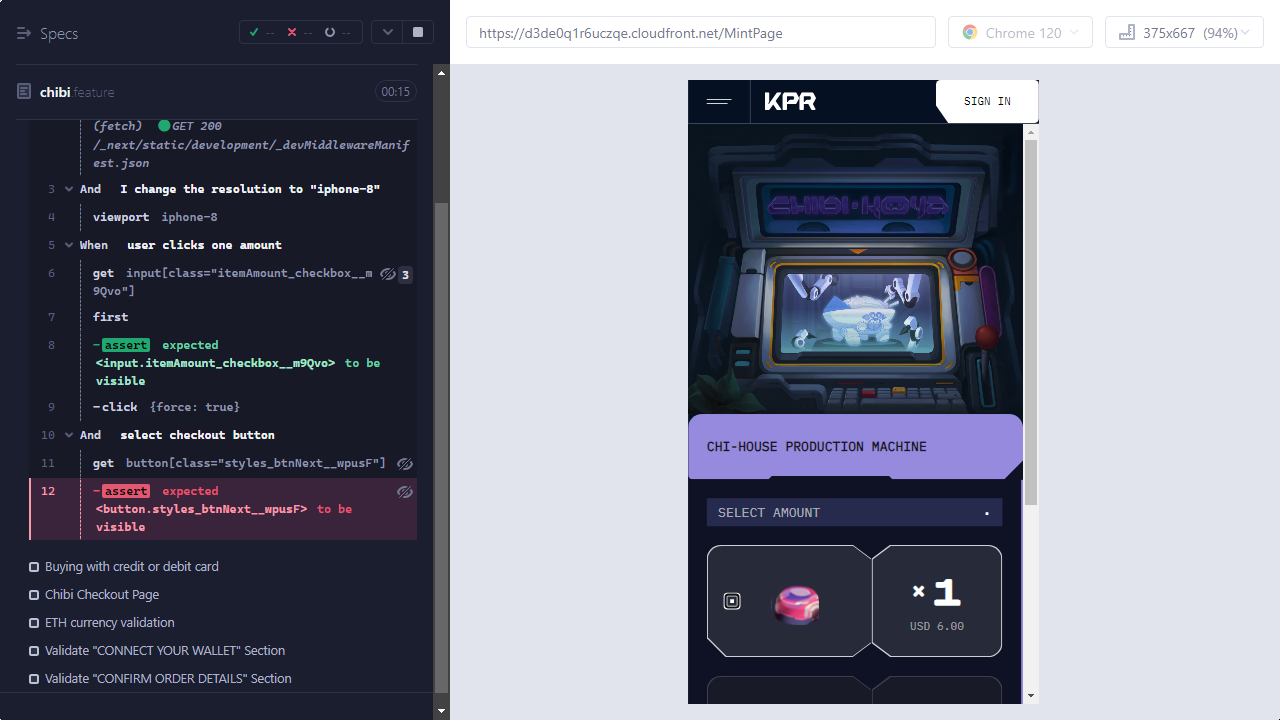 Specs
-- -- --
https://d3de0q1r6uczqe.cloudfront.net/MintPage
Chrome 120
375x667 (94%)
chibi.feature
00:15
(fetch) GET 200
/_next/static/development/_devMiddlewareManif
est.json
3 And I change the resolution to "iphone-8"
4 viewport iphone-8
5 When user clicks one amount
6 get input[class="itemAmount_checkbox__m 3
9Qvo"]
7 first
8 -assert expected
<input.itemAmount_checkbox__m9Qvo> to be
visible
9 -click {force: true}
10 And select checkout button
11 get button[class="styles_btnNext__wpusF"]
12 -assert expected
<button.styles_btnNext__wpusF> to be
visible
Buying with credit or debit card
Chibi Checkout Page
ETH currency validation
Validate "CONNECT YOUR WALLET" Section
Validate "CONFIRM ORDER DETAILS" Section
KPR
SIGN IN
CHIBI·KOYA
CHI-HOUSE PRODUCTION MACHINE
SELECT AMOUNT
×1
USD 6.00